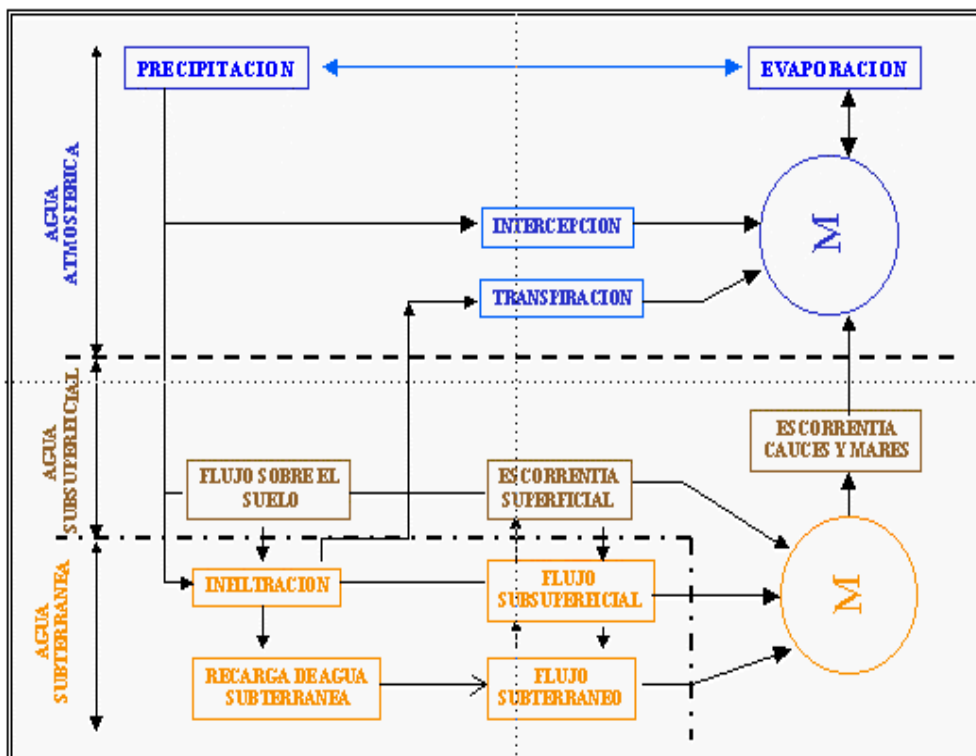 PRECIPITACION
EVAPORACION
AGUA
ATMOSFERICA
INTERCEPCION
M
TRANSPIRACION
AGUA
SUBSUPERFICIAL
ESCORRENTIA
CAUCES Y MARES
FLUJO SOBRE EL
SUELO
ESCORRENTIA
SUPERFICIAL
AGUA
SUBTERRANEA
INFILTRACION
FLUJO
SUBSUPERFICIAL
M
RECARGA DE AGUA
SUBTERRANEA
FLUJO
SUBTERRANEO